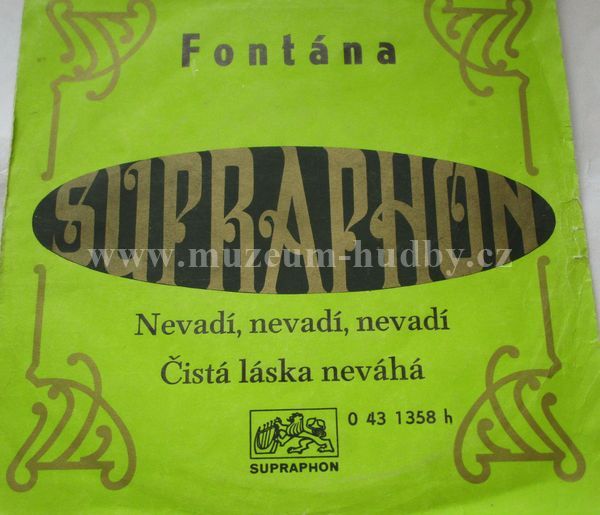 Fontána
SUPRAPHON
www.muzeum-hudby.cz
Nevadí, nevadí, nevadí
Čistá láska neváhá
0 43 1358 h
SUPRAPHON